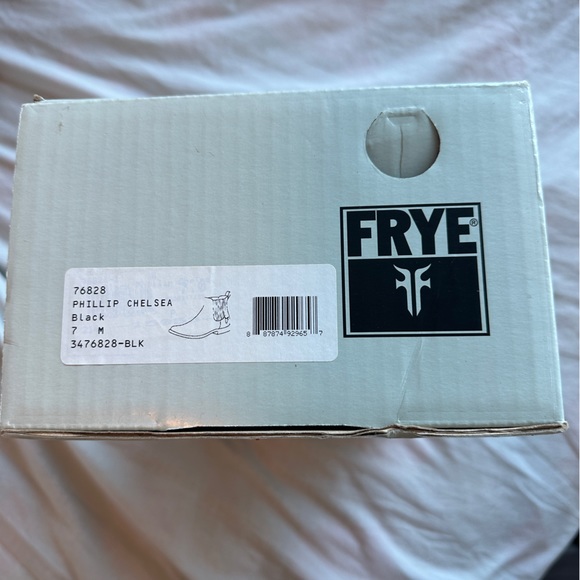 FRYE®
76828
PHILLIP CHELSEA
Black
7 M
3476828-BLK
8 87874 92965 7